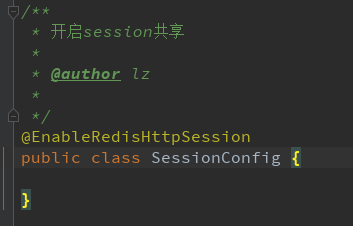 /**
* 开启session共享
*
* @author lz
*
*/
@EnableRedisHttpSession
public class SessionConfig {
}